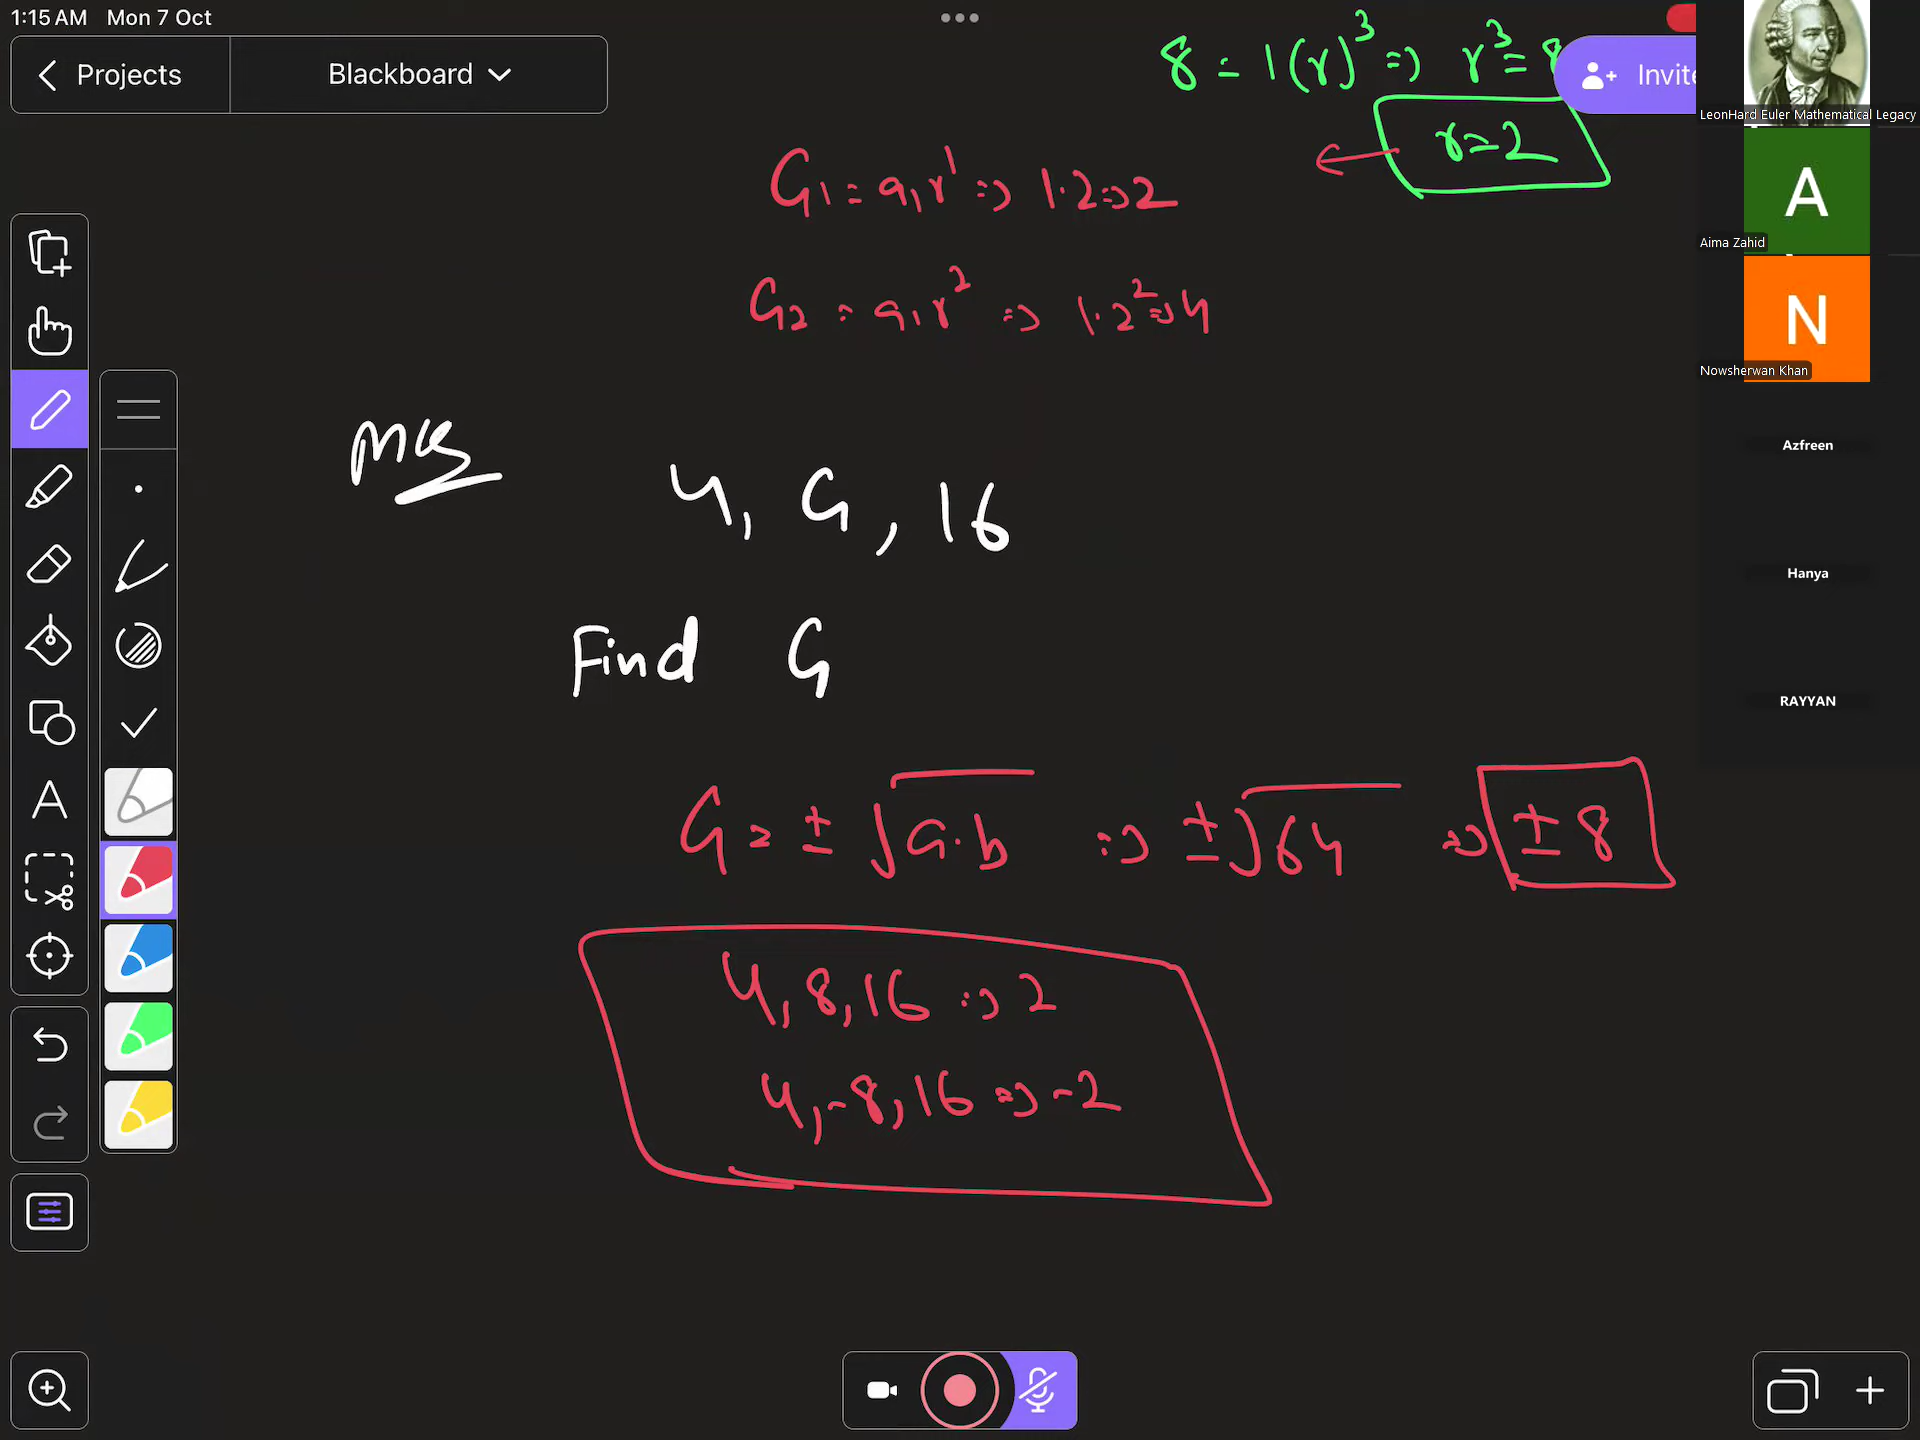 1:15 AM Mon 7 Oct
Projects
Blackboard
Invite
8 = 1(r)³ => r³ = 8
r = 2
G1 = a1r¹ => 1·2 => 2
G2 = a1r² => 1·2² => 4
MCQ
4, G, 16
Find G
G = ± √a·b => ± √64 => ± 8
4, 8, 16 => 2
4, -8, 16 => -2
A
LeonHard Euler Mathematical Legacy
A
Aima Zahid
N
Nowsherwan Khan
Azfreen
Hanya
RAYYAN